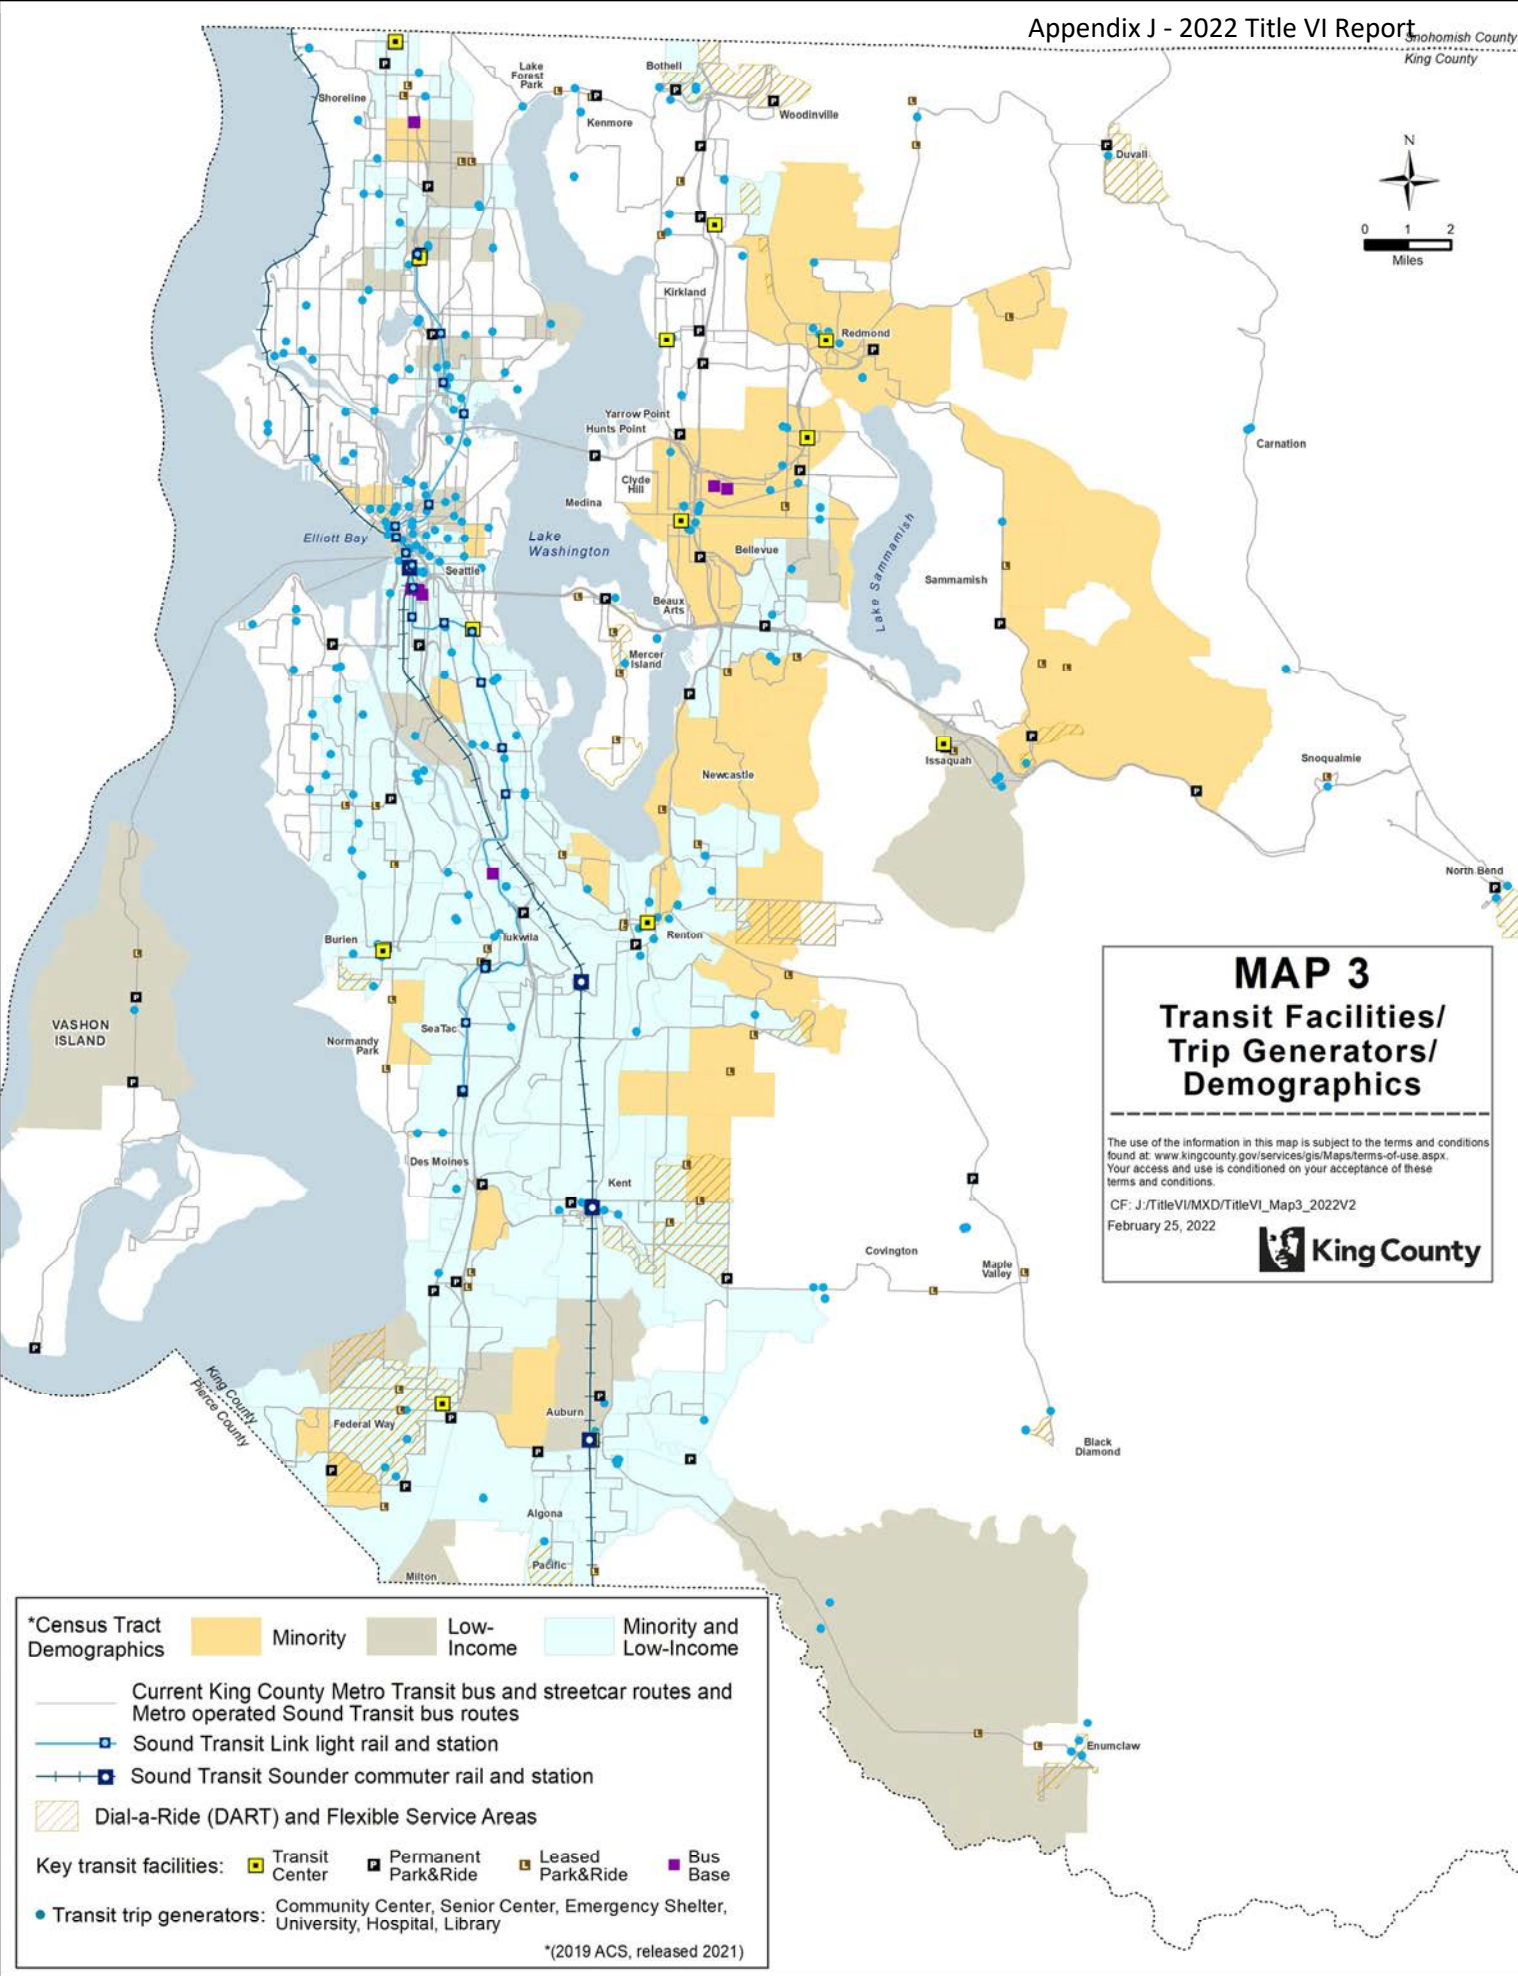 Appendix J - 2022 Title VI Report
Snohomish County
King County
Lake
Forest
Park
Bothell
Shoreline
Kenmore
Woodinville
Duvall
N
0 1 2
Miles
Kirkland
Redmond
Yarrow Point
Hunts Point
Carnation
Clyde
Hill
Medina
Elliott Bay
Lake
Washington
Bellevue
Lake Sammamish
Seattle
Sammamish
Beaux
Arts
Mercer
Island
Issaquah
Snoqualmie
Newcastle
North Bend
Burien
Tukwila
Renton
VASHON
ISLAND
SeaTac
Normandy
Park
MAP 3
Transit Facilities/
Trip Generators/
Demographics
The use of the information in this map is subject to the terms and conditions
found at: www.kingcounty.gov/services/gis/Maps/terms-of-use.aspx.
Your access and use is conditioned on your acceptance of these
terms and conditions.
CF: J:/TitleVI/MXD/TitleVI_Map3_2022V2
February 25, 2022
King County
Des Moines
Kent
Covington
Maple
Valley
King County
Pierce County
Federal Way
Auburn
Black
Diamond
Algona
Pacific
Milton
Enumclaw
*Census Tract
Demographics
Minority
Low-
Income
Minority and
Low-Income
Current King County Metro Transit bus and streetcar routes and
Metro operated Sound Transit bus routes
Sound Transit Link light rail and station
Sound Transit Sounder commuter rail and station
Dial-a-Ride (DART) and Flexible Service Areas
Key transit facilities:
Transit
Center
P
Permanent
Park&Ride
L
Leased
Park&Ride
Bus
Base
Transit trip generators:
Community Center, Senior Center, Emergency Shelter,
University, Hospital, Library
*(2019 ACS, released 2021)